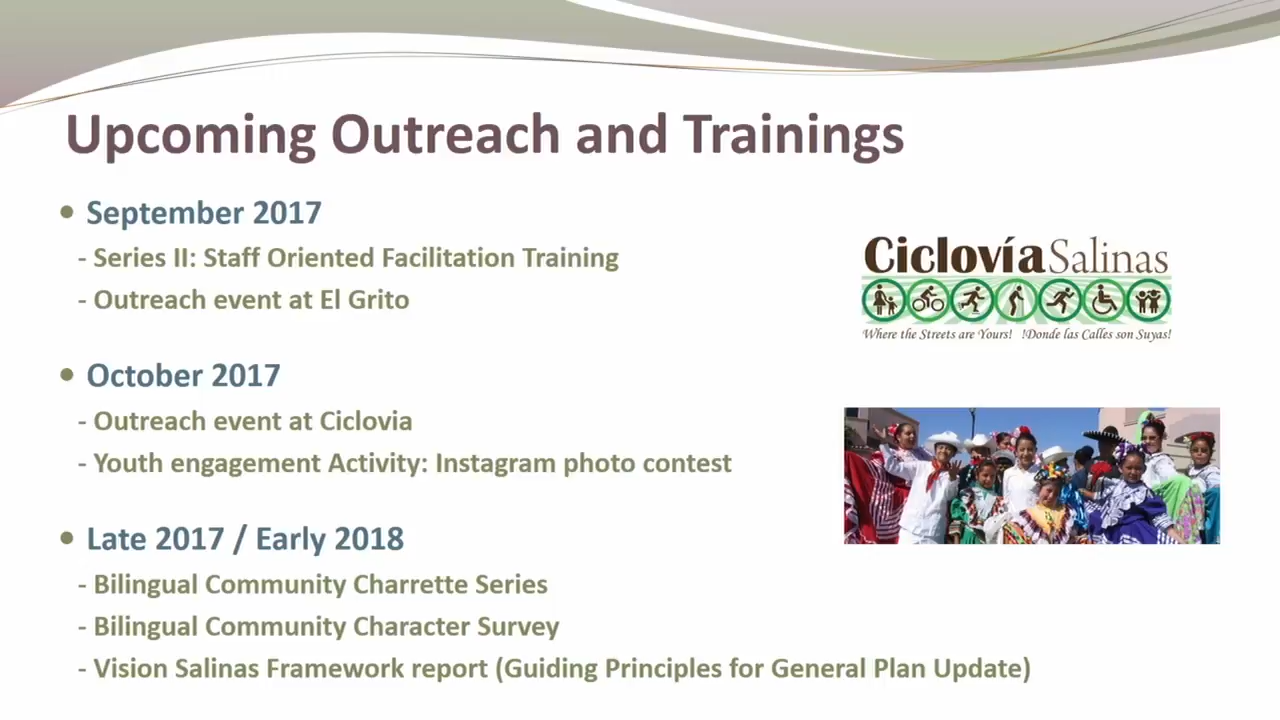 Upcoming Outreach and Trainings
• September 2017
- Series II: Staff Oriented Facilitation Training
- Outreach event at El Grito
• October 2017
- Outreach event at Ciclovia
- Youth engagement Activity: Instagram photo contest
• Late 2017 / Early 2018
- Bilingual Community Charrette Series
- Bilingual Community Character Survey
- Vision Salinas Framework report (Guiding Principles for General Plan Update)
Ciclovía Salinas
Where the Streets are Yours! !Donde las Calles son Suyas!